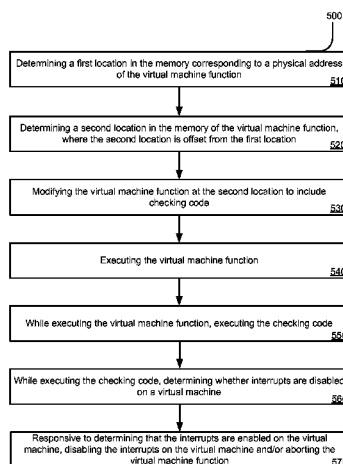 500
Determining a first location in the memory corresponding to a physical address
of the virtual machine function
510
Determining a second location in the memory of the virtual machine function,
where the second location is offset from the first location
520
Modifying the virtual machine function at the second location to include
checking code
530
Executing the virtual machine function
540
While executing the virtual machine function, executing the checking code
550
While executing the checking code, determining whether interrupts are disabled
on a virtual machine
560
Responsive to determining that the interrupts are enabled on the virtual
machine, disabling the interrupts on the virtual machine and/or aborting the
virtual machine function
570